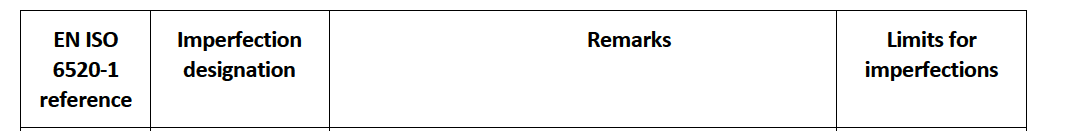 EN ISO
6520-1
reference
Imperfection
designation
Remarks
Limits for
imperfections